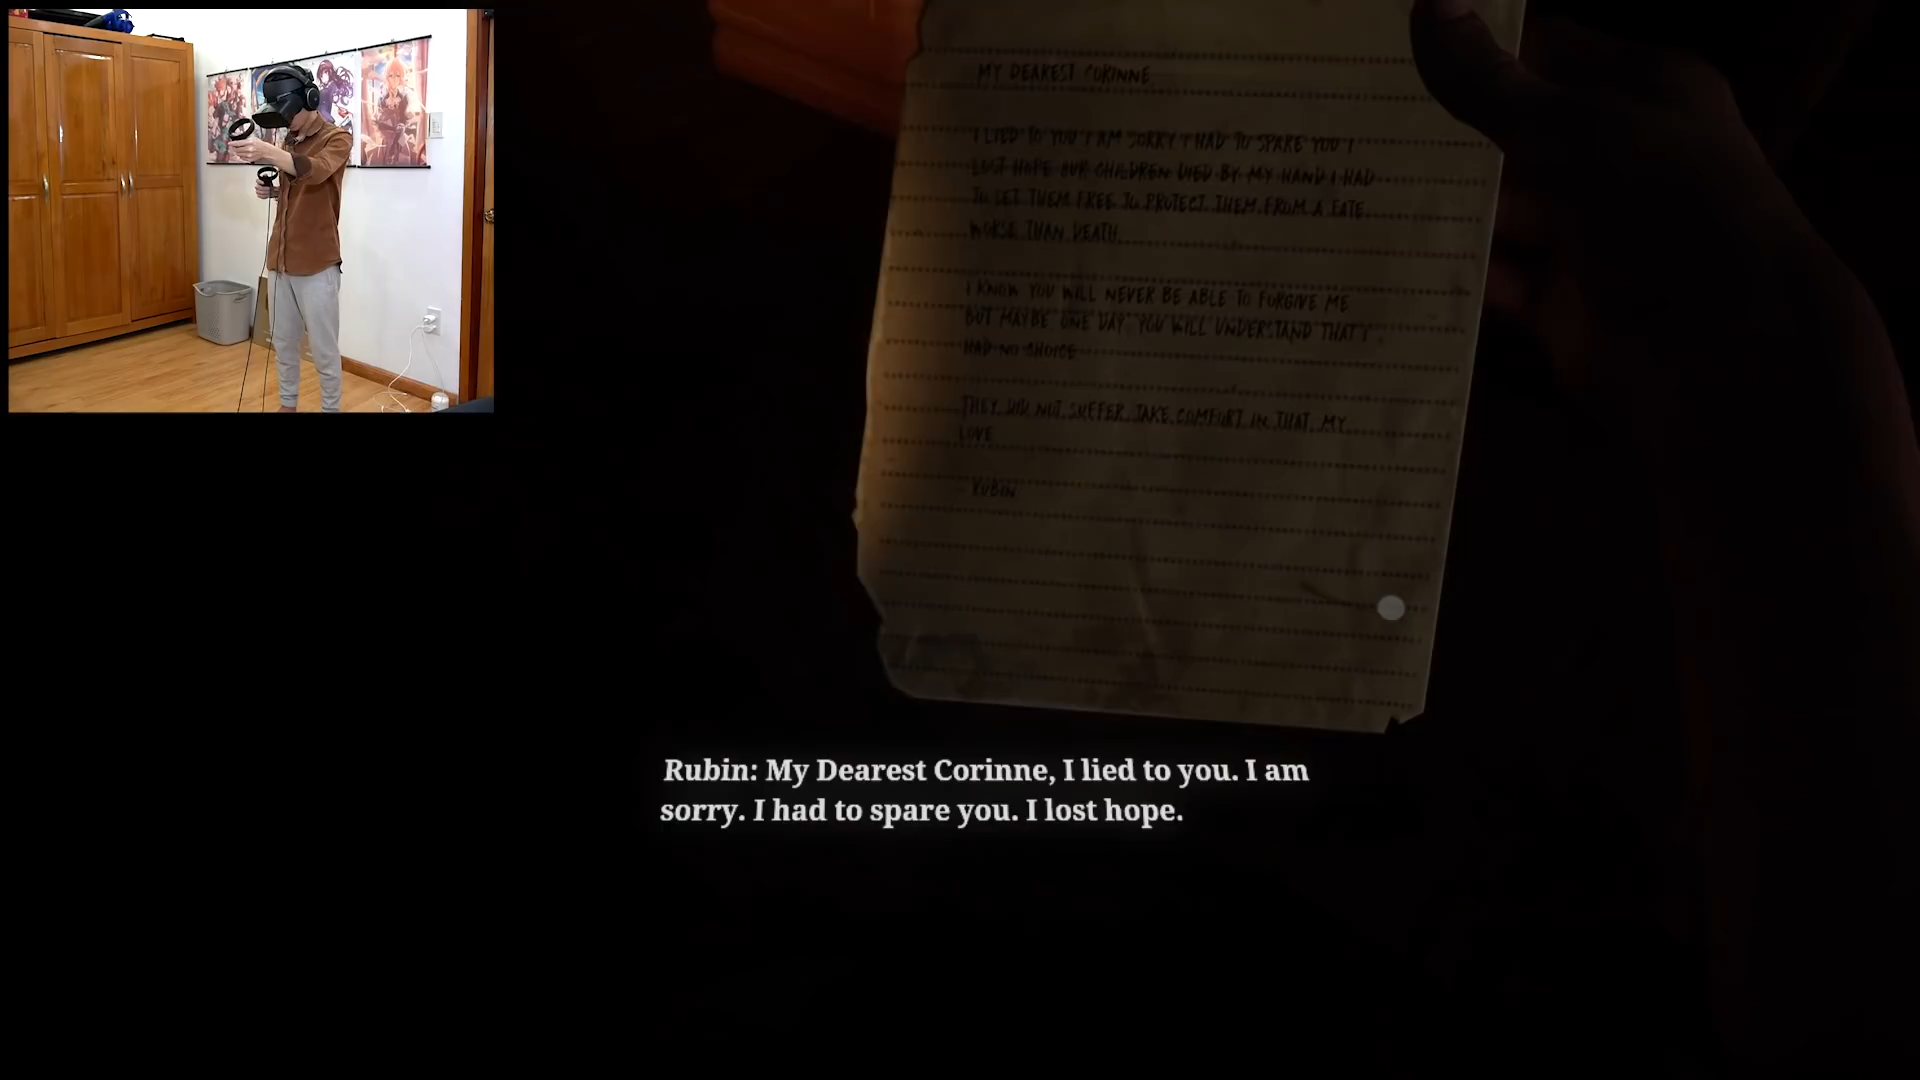 MY DEAREST CORINNE
I LIED TO YOU I AM SORRY I HAD TO SPARE YOU I
LOST HOPE OUR CHILDREN DIED BY MY HAND I HAD
TO SET THEM FREE TO PROTECT THEM FROM A FATE
WORSE THAN DEATH
I KNOW YOU WILL NEVER BE ABLE TO FORGIVE ME
BUT MAYBE ONE DAY YOU WILL UNDERSTAND THAT I
HAD NO CHOICE
THEY DID NOT SUFFER TAKE COMFORT IN THAT MY
LOVE
- RUBIN
Rubin: My Dearest Corinne, I lied to you. I am
sorry. I had to spare you. I lost hope.